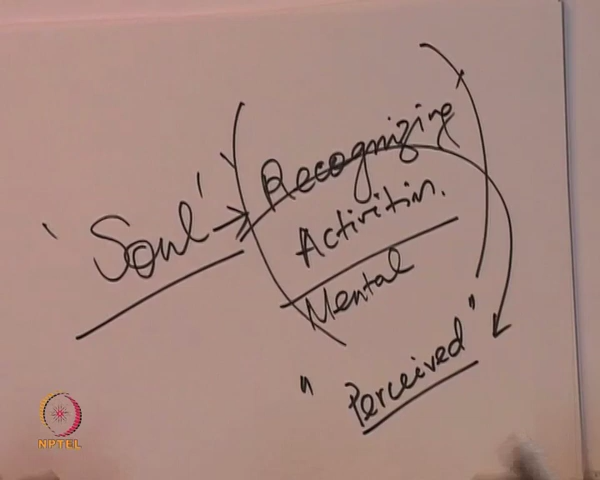 'Soul' → Recognizing
Activities.
Mental
"Perceived"
NPTEL